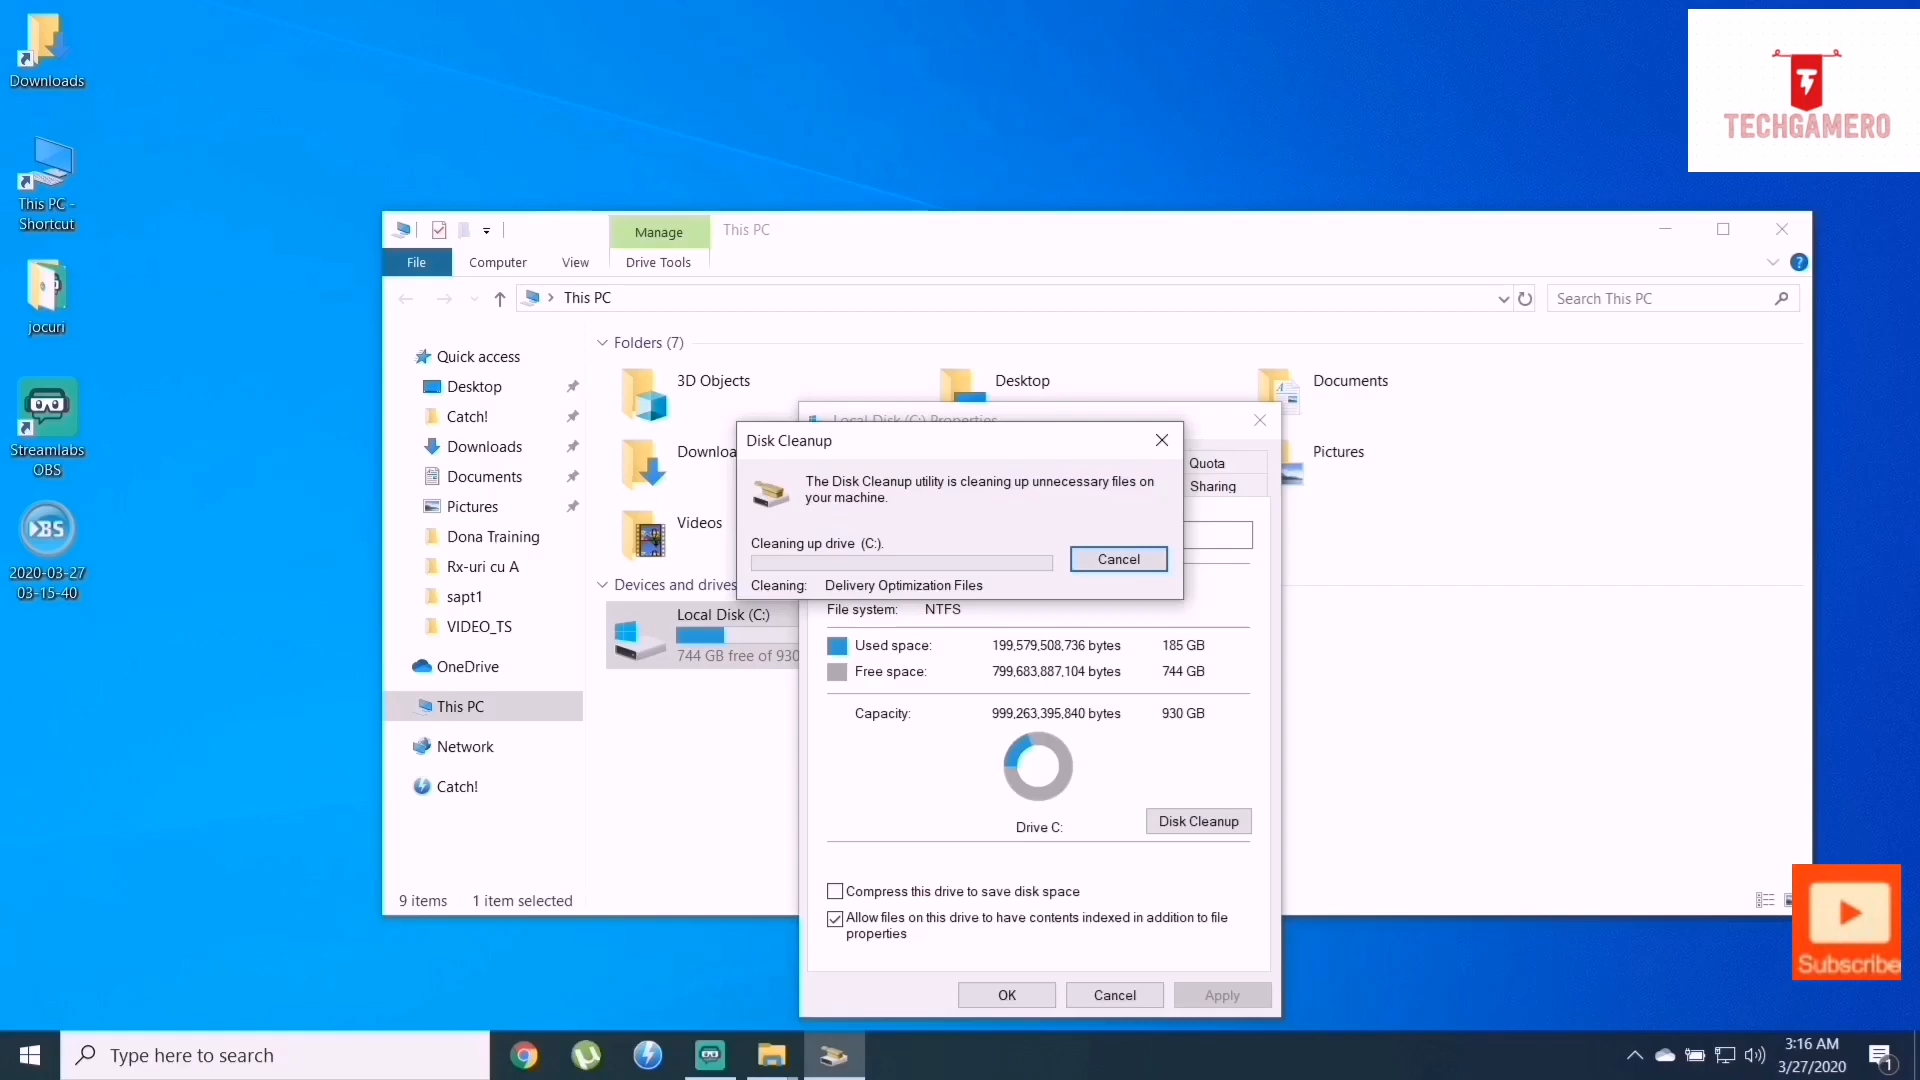 Downloads
This PC -
Shortcut
jocuri
Streamlabs
OBS
2020-03-27
03-15-40
TECHGAMERO
Manage
This PC
File
Computer
View
Drive Tools
This PC
Search This PC
Quick access
Desktop
Catch!
Downloads
Documents
Pictures
Dona Training
Rx-uri cu A
sapt1
VIDEO_TS
OneDrive
This PC
Network
Catch!
Folders (7)
3D Objects
Desktop
Documents
Downloa
Pictures
Videos
Devices and drives
Local Disk (C:)
744 GB free of 930
9 items
1 item selected
Local Disk (C:) Properties
Quota
Sharing
Disk Cleanup
The Disk Cleanup utility is cleaning up unnecessary files on
your machine.
Cleaning up drive (C:).
Cancel
Cleaning: Delivery Optimization Files
File system: NTFS
Used space: 199,579,508,736 bytes 185 GB
Free space: 799,683,887,104 bytes 744 GB
Capacity: 999,263,395,840 bytes 930 GB
Drive C:
Disk Cleanup
Compress this drive to save disk space
Allow files on this drive to have contents indexed in addition to file
properties
OK
Cancel
Apply
Subscribe
Type here to search
3:16 AM
3/27/2020
1